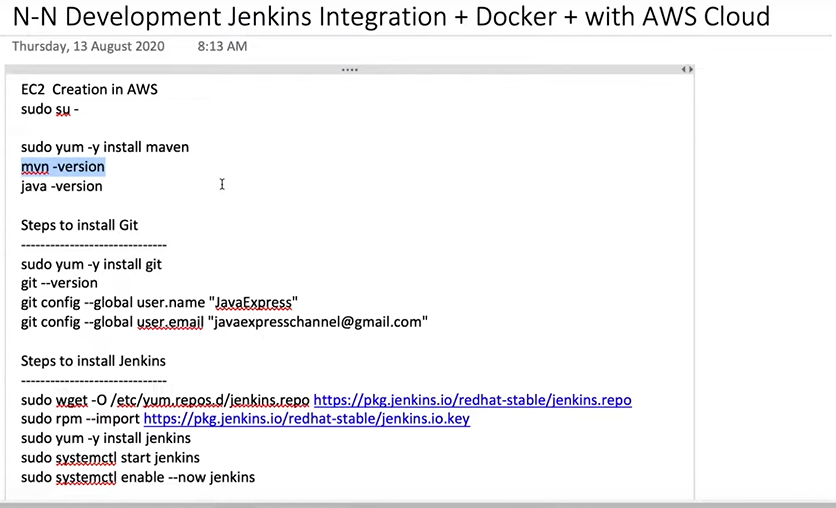 N-N Development Jenkins Integration + Docker + with AWS Cloud
Thursday, 13 August 2020 8:13 AM
EC2 Creation in AWS
sudo su -
sudo yum -y install maven
mvn -version
java -version
Steps to install Git
------------------------------
sudo yum -y install git
git --version
git config --global user.name "JavaExpress"
git config --global user.email "javaexpresschannel@gmail.com"
Steps to install Jenkins
------------------------------
sudo wget -O /etc/yum.repos.d/jenkins.repo https://pkg.jenkins.io/redhat-stable/jenkins.repo
sudo rpm --import https://pkg.jenkins.io/redhat-stable/jenkins.io.key
sudo yum -y install jenkins
sudo systemctl start jenkins
sudo systemctl enable --now jenkins